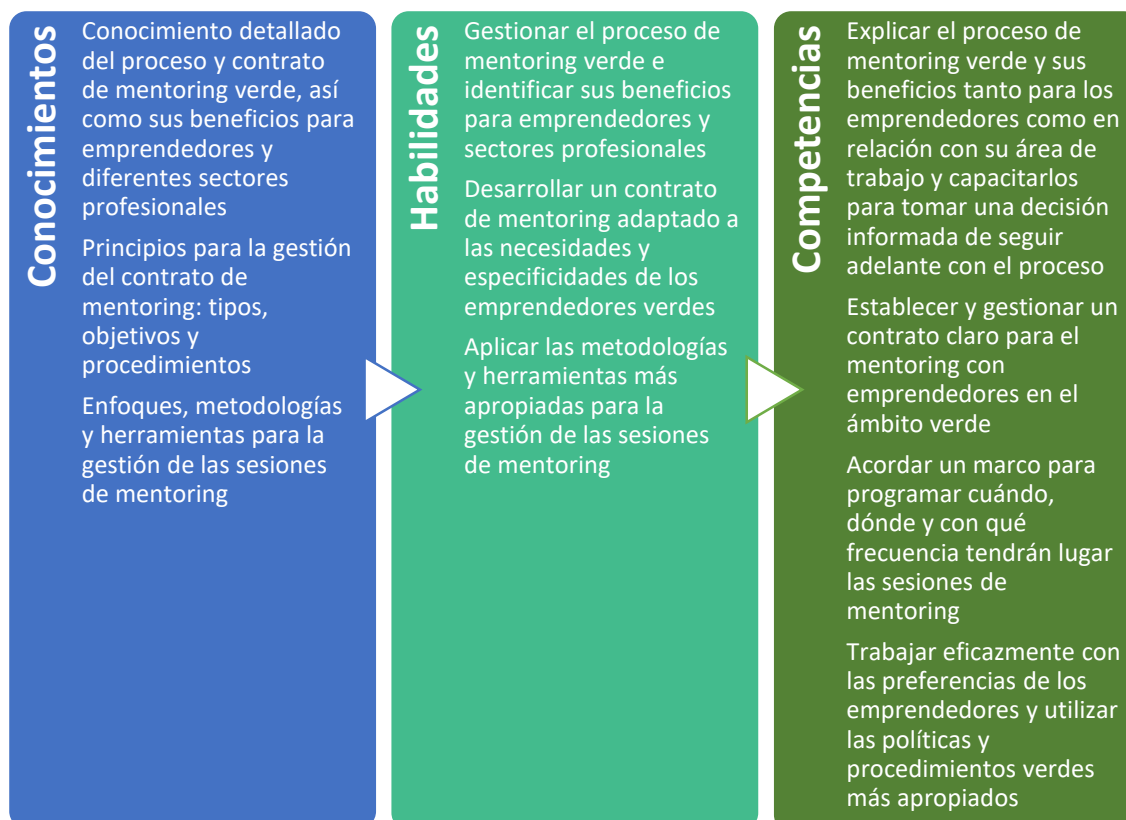 Conocimientos
Conocimiento detallado
del proceso y contrato
de mentoring verde, así
como sus beneficios para
emprendedores y
diferentes sectores
profesionales
Principios para la gestión
del contrato de
mentoring: tipos,
objetivos y
procedimientos
Enfoques, metodologías
y herramientas para la
gestión de las sesiones
de mentoring
Habilidades
Gestionar el proceso de
mentoring verde e
identificar sus beneficios
para emprendedores y
sectores profesionales
Desarrollar un contrato
de mentoring adaptado a
las necesidades y
especificidades de los
emprendedores verdes
Aplicar las metodologías
y herramientas más
apropiadas para la
gestión de las sesiones
de mentoring
Competencias
Explicar el proceso de
mentoring verde y sus
beneficios tanto para los
emprendedores como en
relación con su área de
trabajo y capacitarlos
para tomar una decisión
informada de seguir
adelante con el proceso
Establecer y gestionar un
contrato claro para el
mentoring con
emprendedores en el
ámbito verde
Acordar un marco para
programar cuándo,
dónde y con qué
frecuencia tendrán lugar
las sesiones de
mentoring
Trabajar eficazmente con
las preferencias de los
emprendedores y utilizar
las políticas y
procedimientos verdes
más apropiados